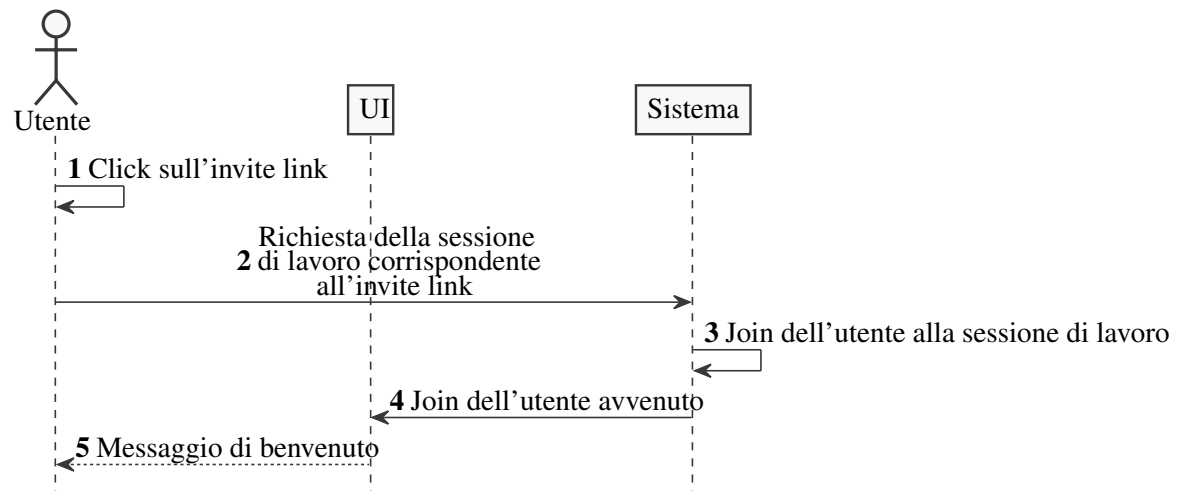 Utente
UI
Sistema
1 Click sull'invite link
Richiesta della sessione
2 di lavoro corrispondente
all'invite link
3 Join dell'utente alla sessione di lavoro
4 Join dell'utente avvenuto
5 Messaggio di benvenuto